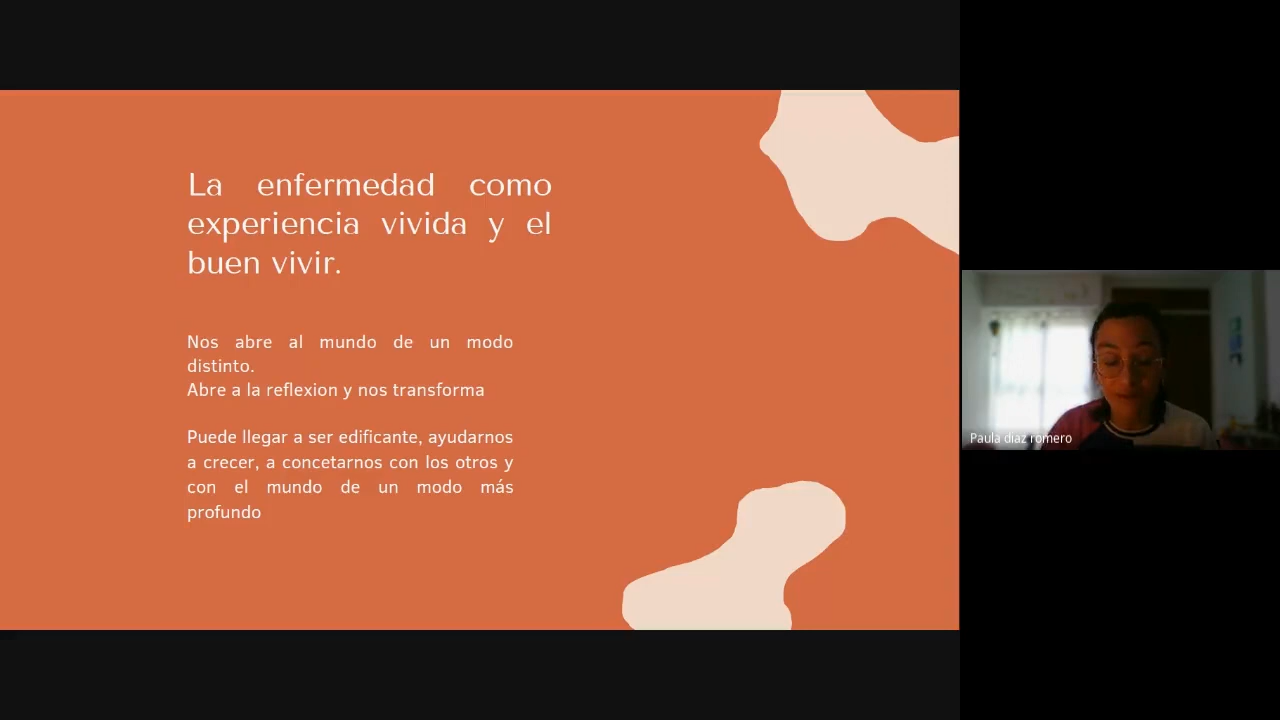 La enfermedad como
experiencia vivida y el
buen vivir.
Nos abre al mundo de un modo
distinto.
Abre a la reflexion y nos transforma
Puede llegar a ser edificante, ayudarnos
a crecer, a concetarnos con los otros y
con el mundo de un modo más
profundo
Paula diaz romero